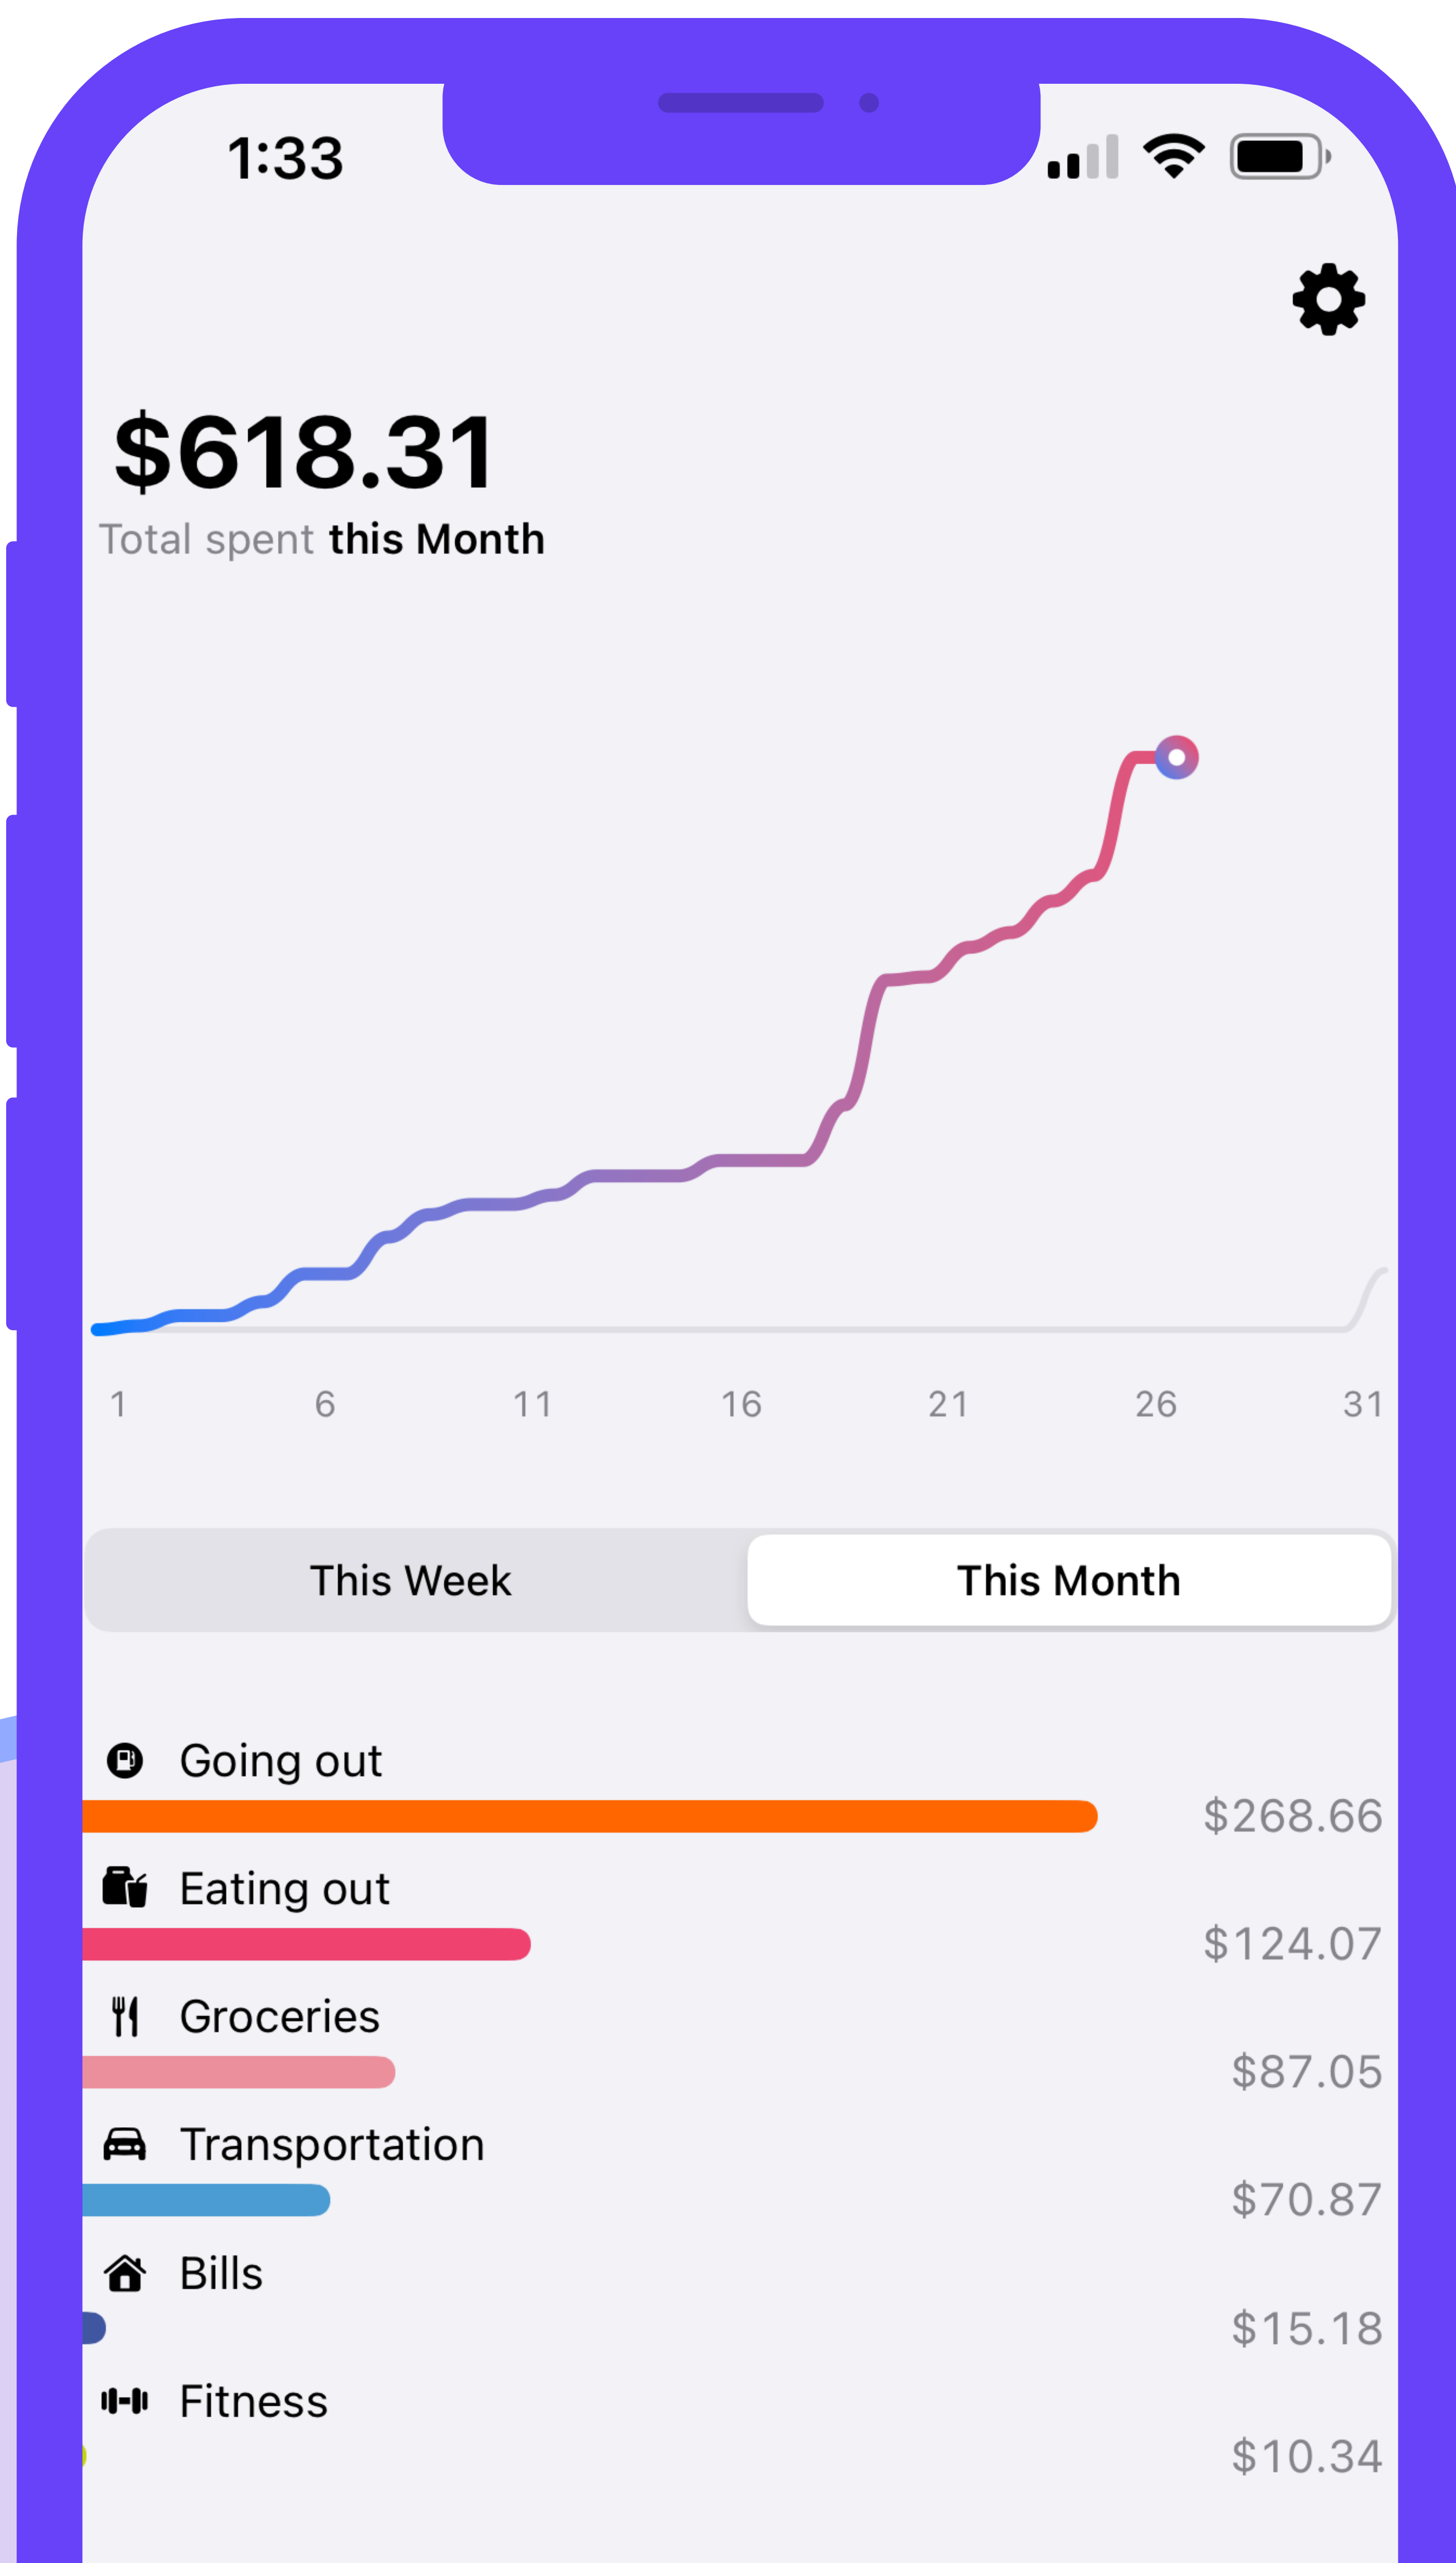 1:33
$618.31
Total spent this Month
1 6 11 16 21 26 31
This Week This Month
Going out
$268.66
Eating out
$124.07
Groceries
$87.05
Transportation
$70.87
Bills
$15.18
Fitness
$10.34